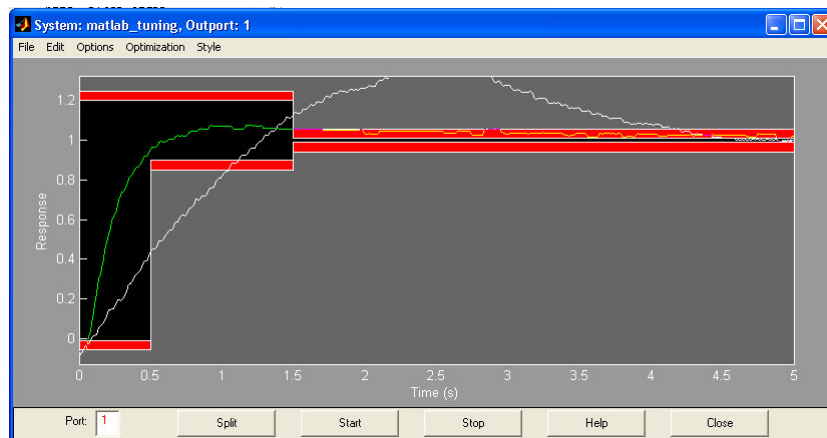 System: matlab_tuning, Outport: 1
File Edit Options Optimization Style
1.2
1
0.8
0.6
0.4
0.2
0
Response
0 0.5 1 1.5 2 2.5 3 3.5 4 4.5 5
Time (s)
Port: 1 Split Start Stop Help Close